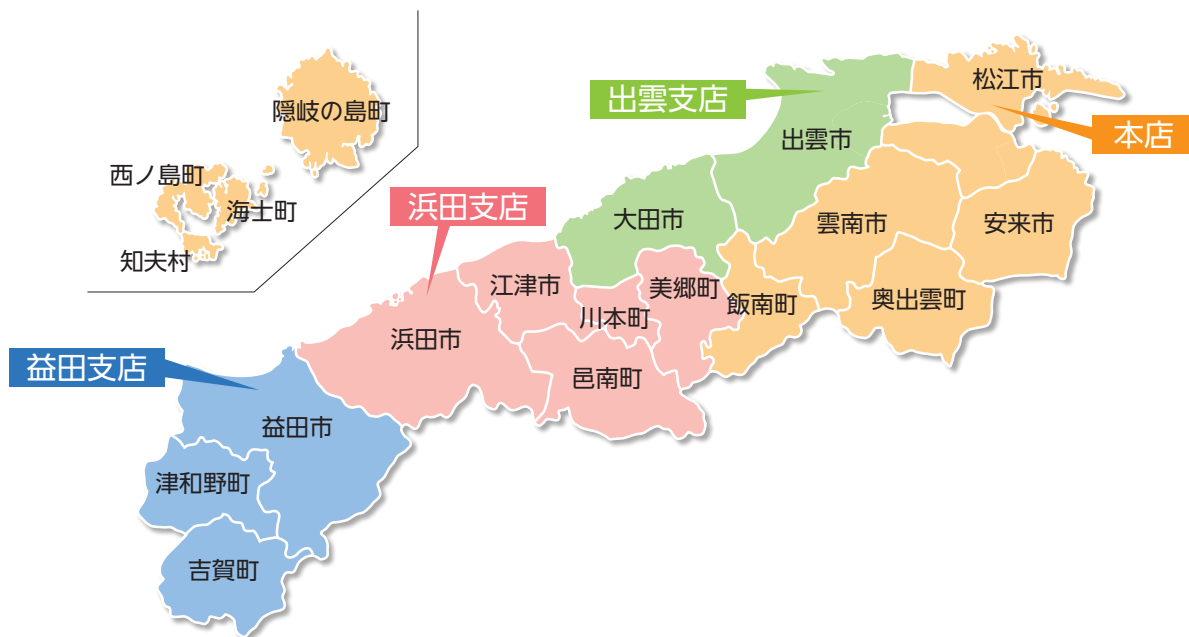 隠岐の島町
西ノ島町
海士町
知夫村
松江市
出雲支店
本店
出雲市
浜田支店
大田市
雲南市
安来市
江津市
美郷町
飯南町
奥出雲町
川本町
浜田市
益田支店
邑南町
益田市
津和野町
吉賀町